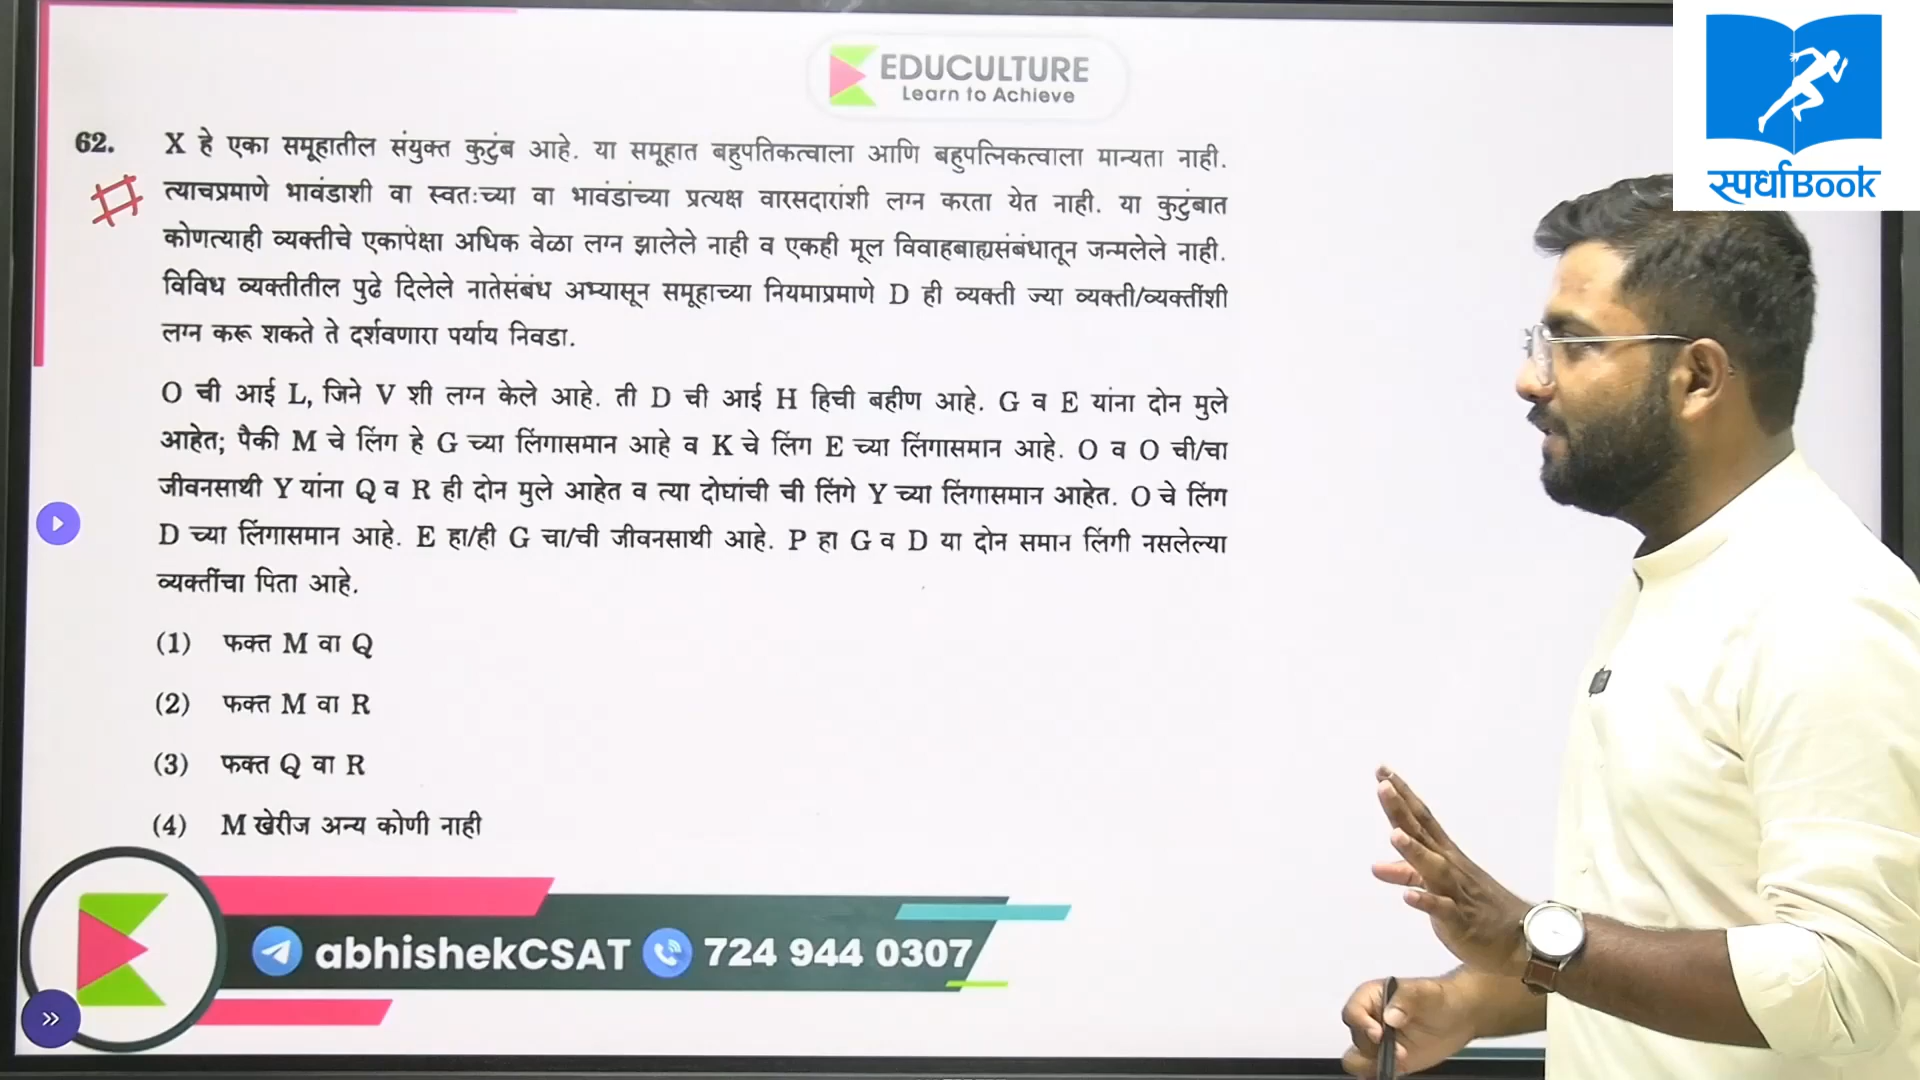 EDUCULTURE
Learn to Achieve
स्पर्धाBook
62. X हे एका समूहातील संयुक्त कुटुंब आहे. या समूहात बहुपतिकत्वाला आणि बहुपत्निकत्वाला मान्यता नाही.
त्याचप्रमाणे भावंडाशी वा स्वतःच्या वा भावंडांच्या प्रत्यक्ष वारसदारांशी लग्न करता येत नाही. या कुटुंबात
कोणत्याही व्यक्तीचे एकापेक्षा अधिक वेळा लग्न झालेले नाही व एकही मूल विवाहबाह्यसंबंधातून जन्मलेले नाही.
विविध व्यक्तीतील पुढे दिलेले नातेसंबंध अभ्यासून समूहाच्या नियमाप्रमाणे D ही व्यक्ती ज्या व्यक्ती/व्यक्तींशी
लग्न करू शकते ते दर्शवणारा पर्याय निवडा.
O ची आई L, जिने V शी लग्न केले आहे. ती D ची आई H हिची बहीण आहे. G व E यांना दोन मुले
आहेत; पैकी M चे लिंग हे G च्या लिंगासमान आहे व K चे लिंग E च्या लिंगासमान आहे. O व O ची/चा
जीवनसाथी Y यांना Q व R ही दोन मुले आहेत व त्या दोघांची ची लिंगे Y च्या लिंगासमान आहेत. O चे लिंग
D च्या लिंगासमान आहे. E हा/ही G चा/ची जीवनसाथी आहे. P हा G व D या दोन समान लिंगी नसलेल्या
व्यक्तींचा पिता आहे.
(1) फक्त M वा Q
(2) फक्त M वा R
(3) फक्त Q वा R
(4) M खेरीज अन्य कोणी नाही
abhishekCSAT 724 944 0307